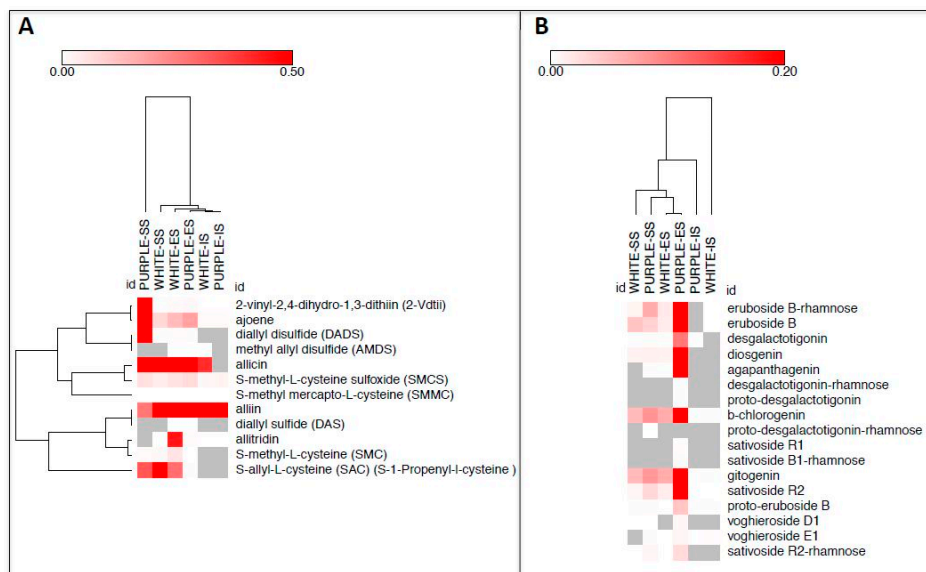 A
0.00 0.50
PURPLE-SS
WHITE-SS
WHITE-ES
PURPLE-ES
WHITE-IS
PURPLE-IS
id id
2-vinyl-2,4-dihydro-1,3-dithiin (2-Vdtii)
ajoene
diallyl disulfide (DADS)
methyl allyl disulfide (AMDS)
allicin
S-methyl-L-cysteine sulfoxide (SMCS)
S-methyl mercapto-L-cysteine (SMMC)
alliin
diallyl sulfide (DAS)
allitridin
S-methyl-L-cysteine (SMC)
S-allyl-L-cysteine (SAC) (S-1-Propenyl-l-cysteine )
B
0.00 0.20
WHITE-SS
PURPLE-SS
WHITE-ES
PURPLE-ES
PURPLE-IS
WHITE-IS
id id
eruboside B-rhamnose
eruboside B
desgalactotigonin
diosgenin
agapanthagenin
desgalactotigonin-rhamnose
proto-desgalactotigonin
b-chlorogenin
proto-desgalactotigonin-rhamnose
sativoside R1
sativoside B1-rhamnose
gitogenin
sativoside R2
proto-eruboside B
voghieroside D1
voghieroside E1
sativoside R2-rhamnose